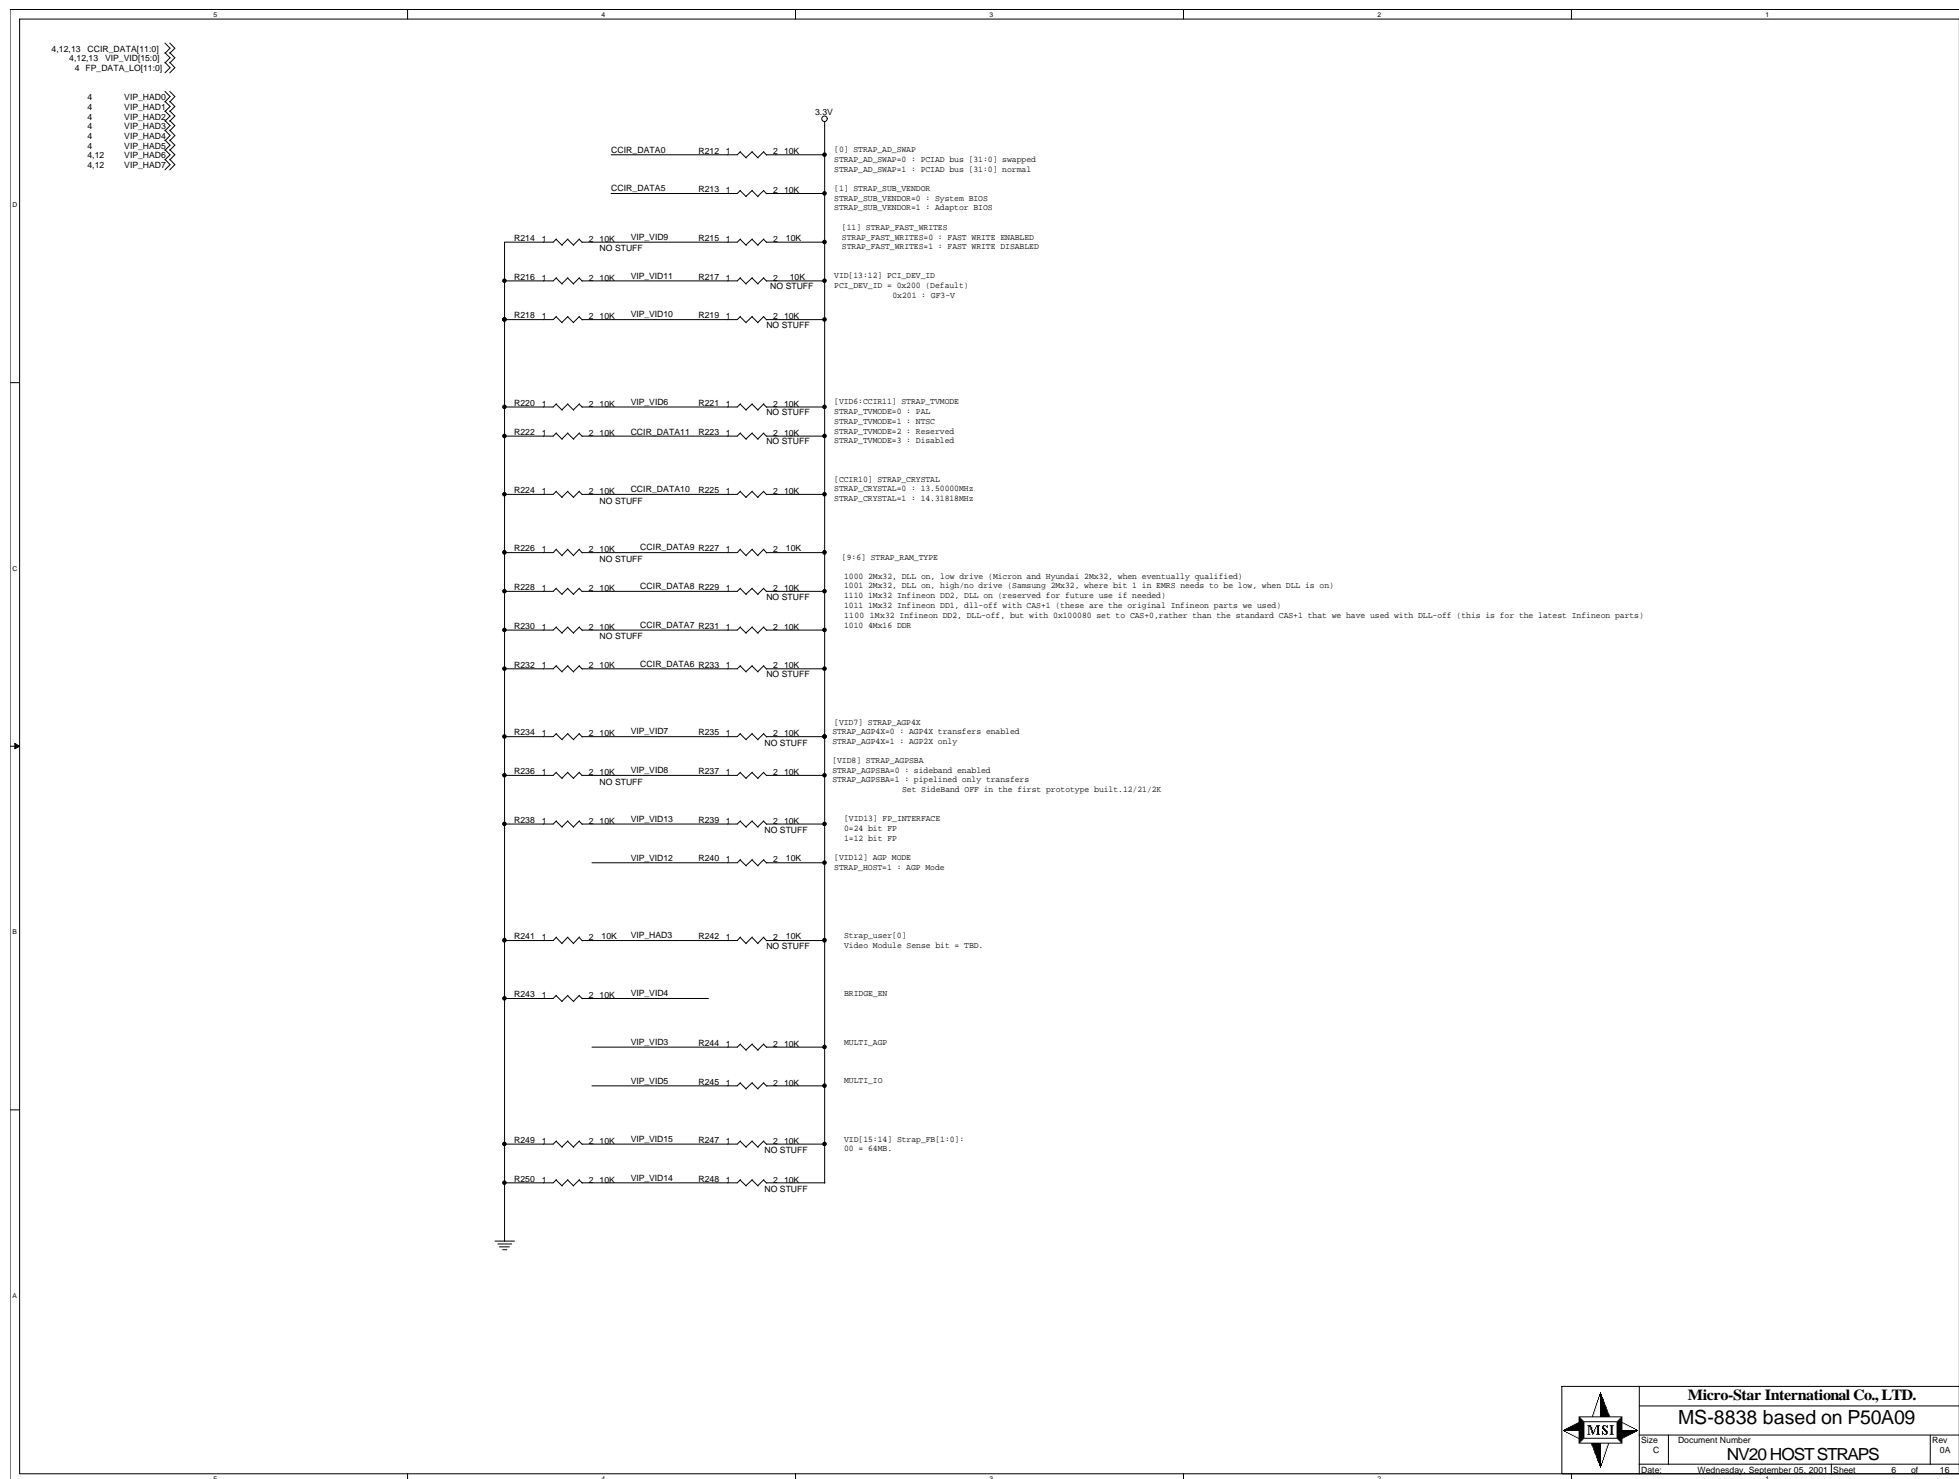 5 4 3 2 1
4,12,13 CCIR_DATA[11:0]
4,12,13 VIP_VID[15:0]
4 FP_DATA_LO[11:0]
4 VIP_HAD0
4 VIP_HAD1
4 VIP_HAD2
4 VIP_HAD3
4 VIP_HAD4
4 VIP_HAD5
4,12 VIP_HAD6
4,12 VIP_HAD7
3.3V
CCIR_DATA0 R212 1 2 10K [0] STRAP_AD_SWAP
STRAP_AD_SWAP=0 : PCIAD bus [31:0] swapped
STRAP_AD_SWAP=1 : PCIAD bus [31:0] normal
CCIR_DATA5 R213 1 2 10K [1] STRAP_SUB_VENDOR
STRAP_SUB_VENDOR=0 : System BIOS
STRAP_SUB_VENDOR=1 : Adaptor BIOS
D
[11] STRAP_FAST_WRITES
R214 1 2 10K VIP_VID9 R215 1 2 10K STRAP_FAST_WRITES=0 : FAST WRITE ENABLED
NO STUFF STRAP_FAST_WRITES=1 : FAST WRITE DISABLED
R216 1 2 10K VIP_VID11 R217 1 2 10K VID[13:12] PCI_DEV_ID
NO STUFF PCI_DEV_ID = 0x200 (Default)
0x201 : GF3-V
R218 1 2 10K VIP_VID10 R219 1 2 10K
NO STUFF
R220 1 2 10K VIP_VID6 R221 1 2 10K [VID6:CCIR11] STRAP_TVMODE
NO STUFF STRAP_TVMODE=0 : PAL
STRAP_TVMODE=1 : NTSC
R222 1 2 10K CCIR_DATA11 R223 1 2 10K STRAP_TVMODE=2 : Reserved
NO STUFF STRAP_TVMODE=3 : Disabled
[CCIR10] STRAP_CRYSTAL
R224 1 2 10K CCIR_DATA10 R225 1 2 10K STRAP_CRYSTAL=0 : 13.50000MHz
NO STUFF STRAP_CRYSTAL=1 : 14.31818MHz
R226 1 2 10K CCIR_DATA9 R227 1 2 10K
NO STUFF [9:6] STRAP_RAM_TYPE
C
1000 2Mx32, DLL on, low drive (Micron and Hyundai 2Mx32, when eventually qualified)
R228 1 2 10K CCIR_DATA8 R229 1 2 10K 1001 2Mx32, DLL on, high/no drive (Samsung 2Mx32, where bit 1 in EMRS needs to be low, when DLL is on)
NO STUFF NO STUFF 1110 1Mx32 Infineon DD2, DLL on (reserved for future use if needed)
1011 1Mx32 Infineon DD1, dll-off with CAS+1 (these are the original Infineon parts we used)
1100 1Mx32 Infineon DD2, DLL-off, but with 0x100080 set to CAS+0,rather than the standard CAS+1 that we have used with DLL-off (this is for the latest Infineon parts)
R230 1 2 10K CCIR_DATA7 R231 1 2 10K 1010 4Mx16 DDR
NO STUFF
R232 1 2 10K CCIR_DATA6 R233 1 2 10K
NO STUFF
[VID7] STRAP_AGP4X
R234 1 2 10K VIP_VID7 R235 1 2 10K STRAP_AGP4X=0 : AGP4X transfers enabled
NO STUFF STRAP_AGP4X=1 : AGP2X only
[VID8] STRAP_AGPSBA
R236 1 2 10K VIP_VID8 R237 1 2 10K STRAP_AGPSBA=0 : sideband enabled
NO STUFF STRAP_AGPSBA=1 : pipelined only transfers
Set SideBand OFF in the first prototype built.12/21/2K
R238 1 2 10K VIP_VID13 R239 1 2 10K [VID13] FP_INTERFACE
NO STUFF 0=24 bit FP
1=12 bit FP
VIP_VID12 R240 1 2 10K [VID12] AGP MODE
STRAP_HOST=1 : AGP Mode
B
R241 1 2 10K VIP_HAD3 R242 1 2 10K Strap_user[0]
NO STUFF Video Module Sense bit = TBD.
R243 1 2 10K VIP_VID4 BRIDGE_EN
VIP_VID3 R244 1 2 10K MULTI_AGP
VIP_VID5 R245 1 2 10K MULTI_IO
R249 1 2 10K VIP_VID15 R247 1 2 10K VID[15:14] Strap_FB[1:0]:
NO STUFF 00 = 64MB.
R250 1 2 10K VIP_VID14 R248 1 2 10K
NO STUFF
A
MSI
Micro-Star International Co., LTD.
MS-8838 based on P50A09
Size Document Number Rev
C NV20 HOST STRAPS 0A
Date: Wednesday, September 05, 2001 Sheet 6 of 16
5 4 3 2 1